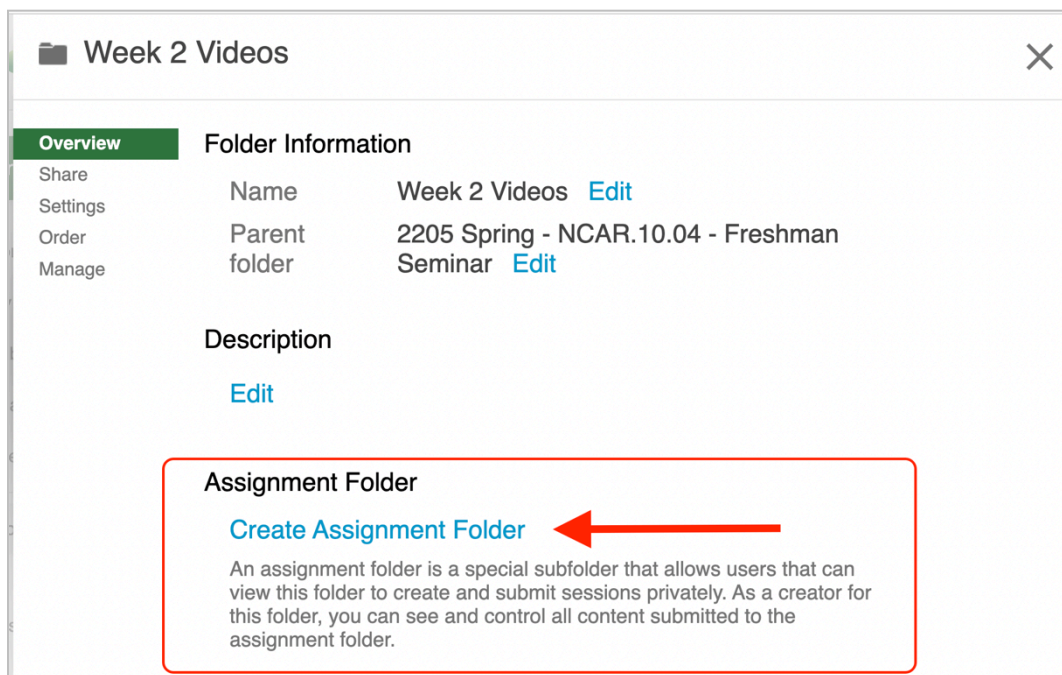 Week 2 Videos
Overview
Share
Settings
Order
Manage
Folder Information
Name Week 2 Videos Edit
Parent folder 2205 Spring - NCAR.10.04 - Freshman Seminar Edit
Description
Edit
Assignment Folder
Create Assignment Folder
An assignment folder is a special subfolder that allows users that can
view this folder to create and submit sessions privately. As a creator for
this folder, you can see and control all content submitted to the
assignment folder.